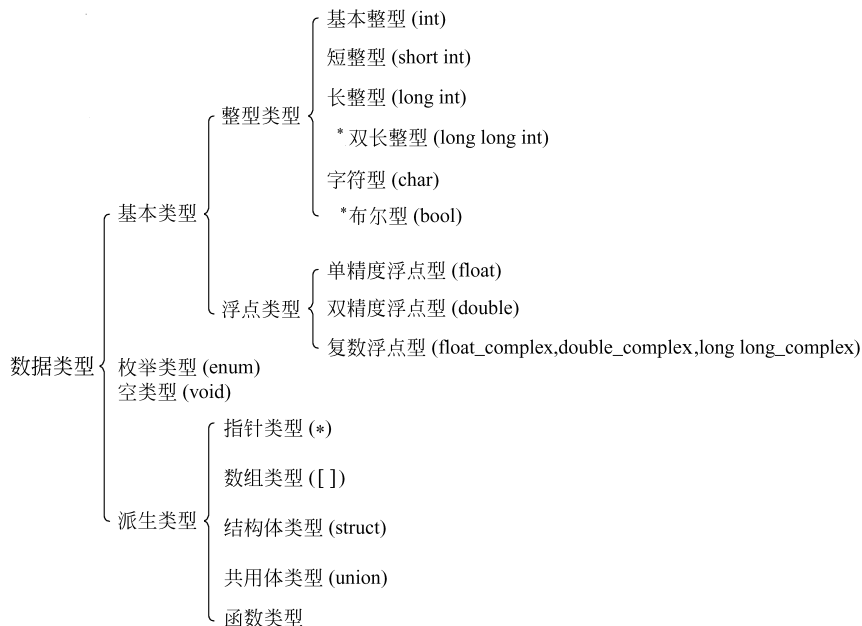 基本整型 (int)
短整型 (short int)
长整型 (long int)
整型类型
*双长整型 (long long int)
字符型 (char)
基本类型
*布尔型 (bool)
单精度浮点型 (float)
浮点类型
双精度浮点型 (double)
复数浮点型 (float_complex,double_complex,long long_complex)
数据类型
枚举类型 (enum)
空类型 (void)
指针类型 (*)
数组类型 ([ ])
派生类型
结构体类型 (struct)
共用体类型 (union)
函数类型